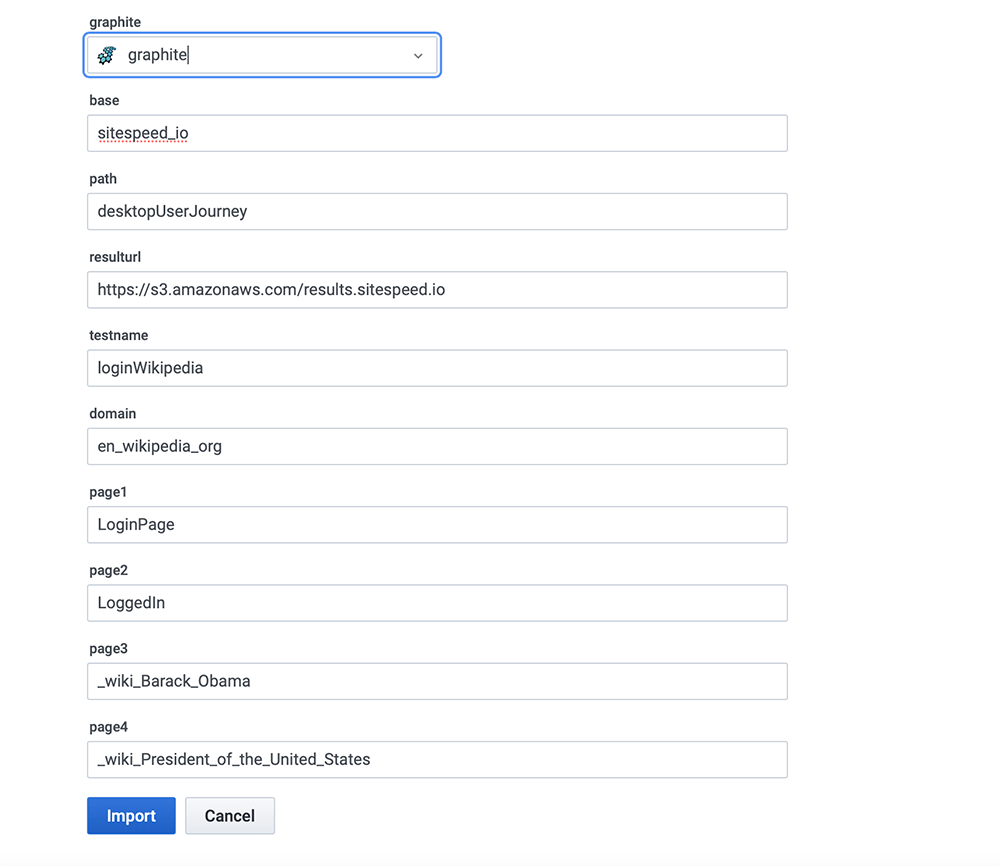 graphite
graphite
base
sitespeed_io
path
desktopUserJourney
resulturl
https://s3.amazonaws.com/results.sitespeed.io
testname
loginWikipedia
domain
en_wikipedia_org
page1
LoginPage
page2
LoggedIn
page3
_wiki_Barack_Obama
page4
_wiki_President_of_the_United_States
Import Cancel